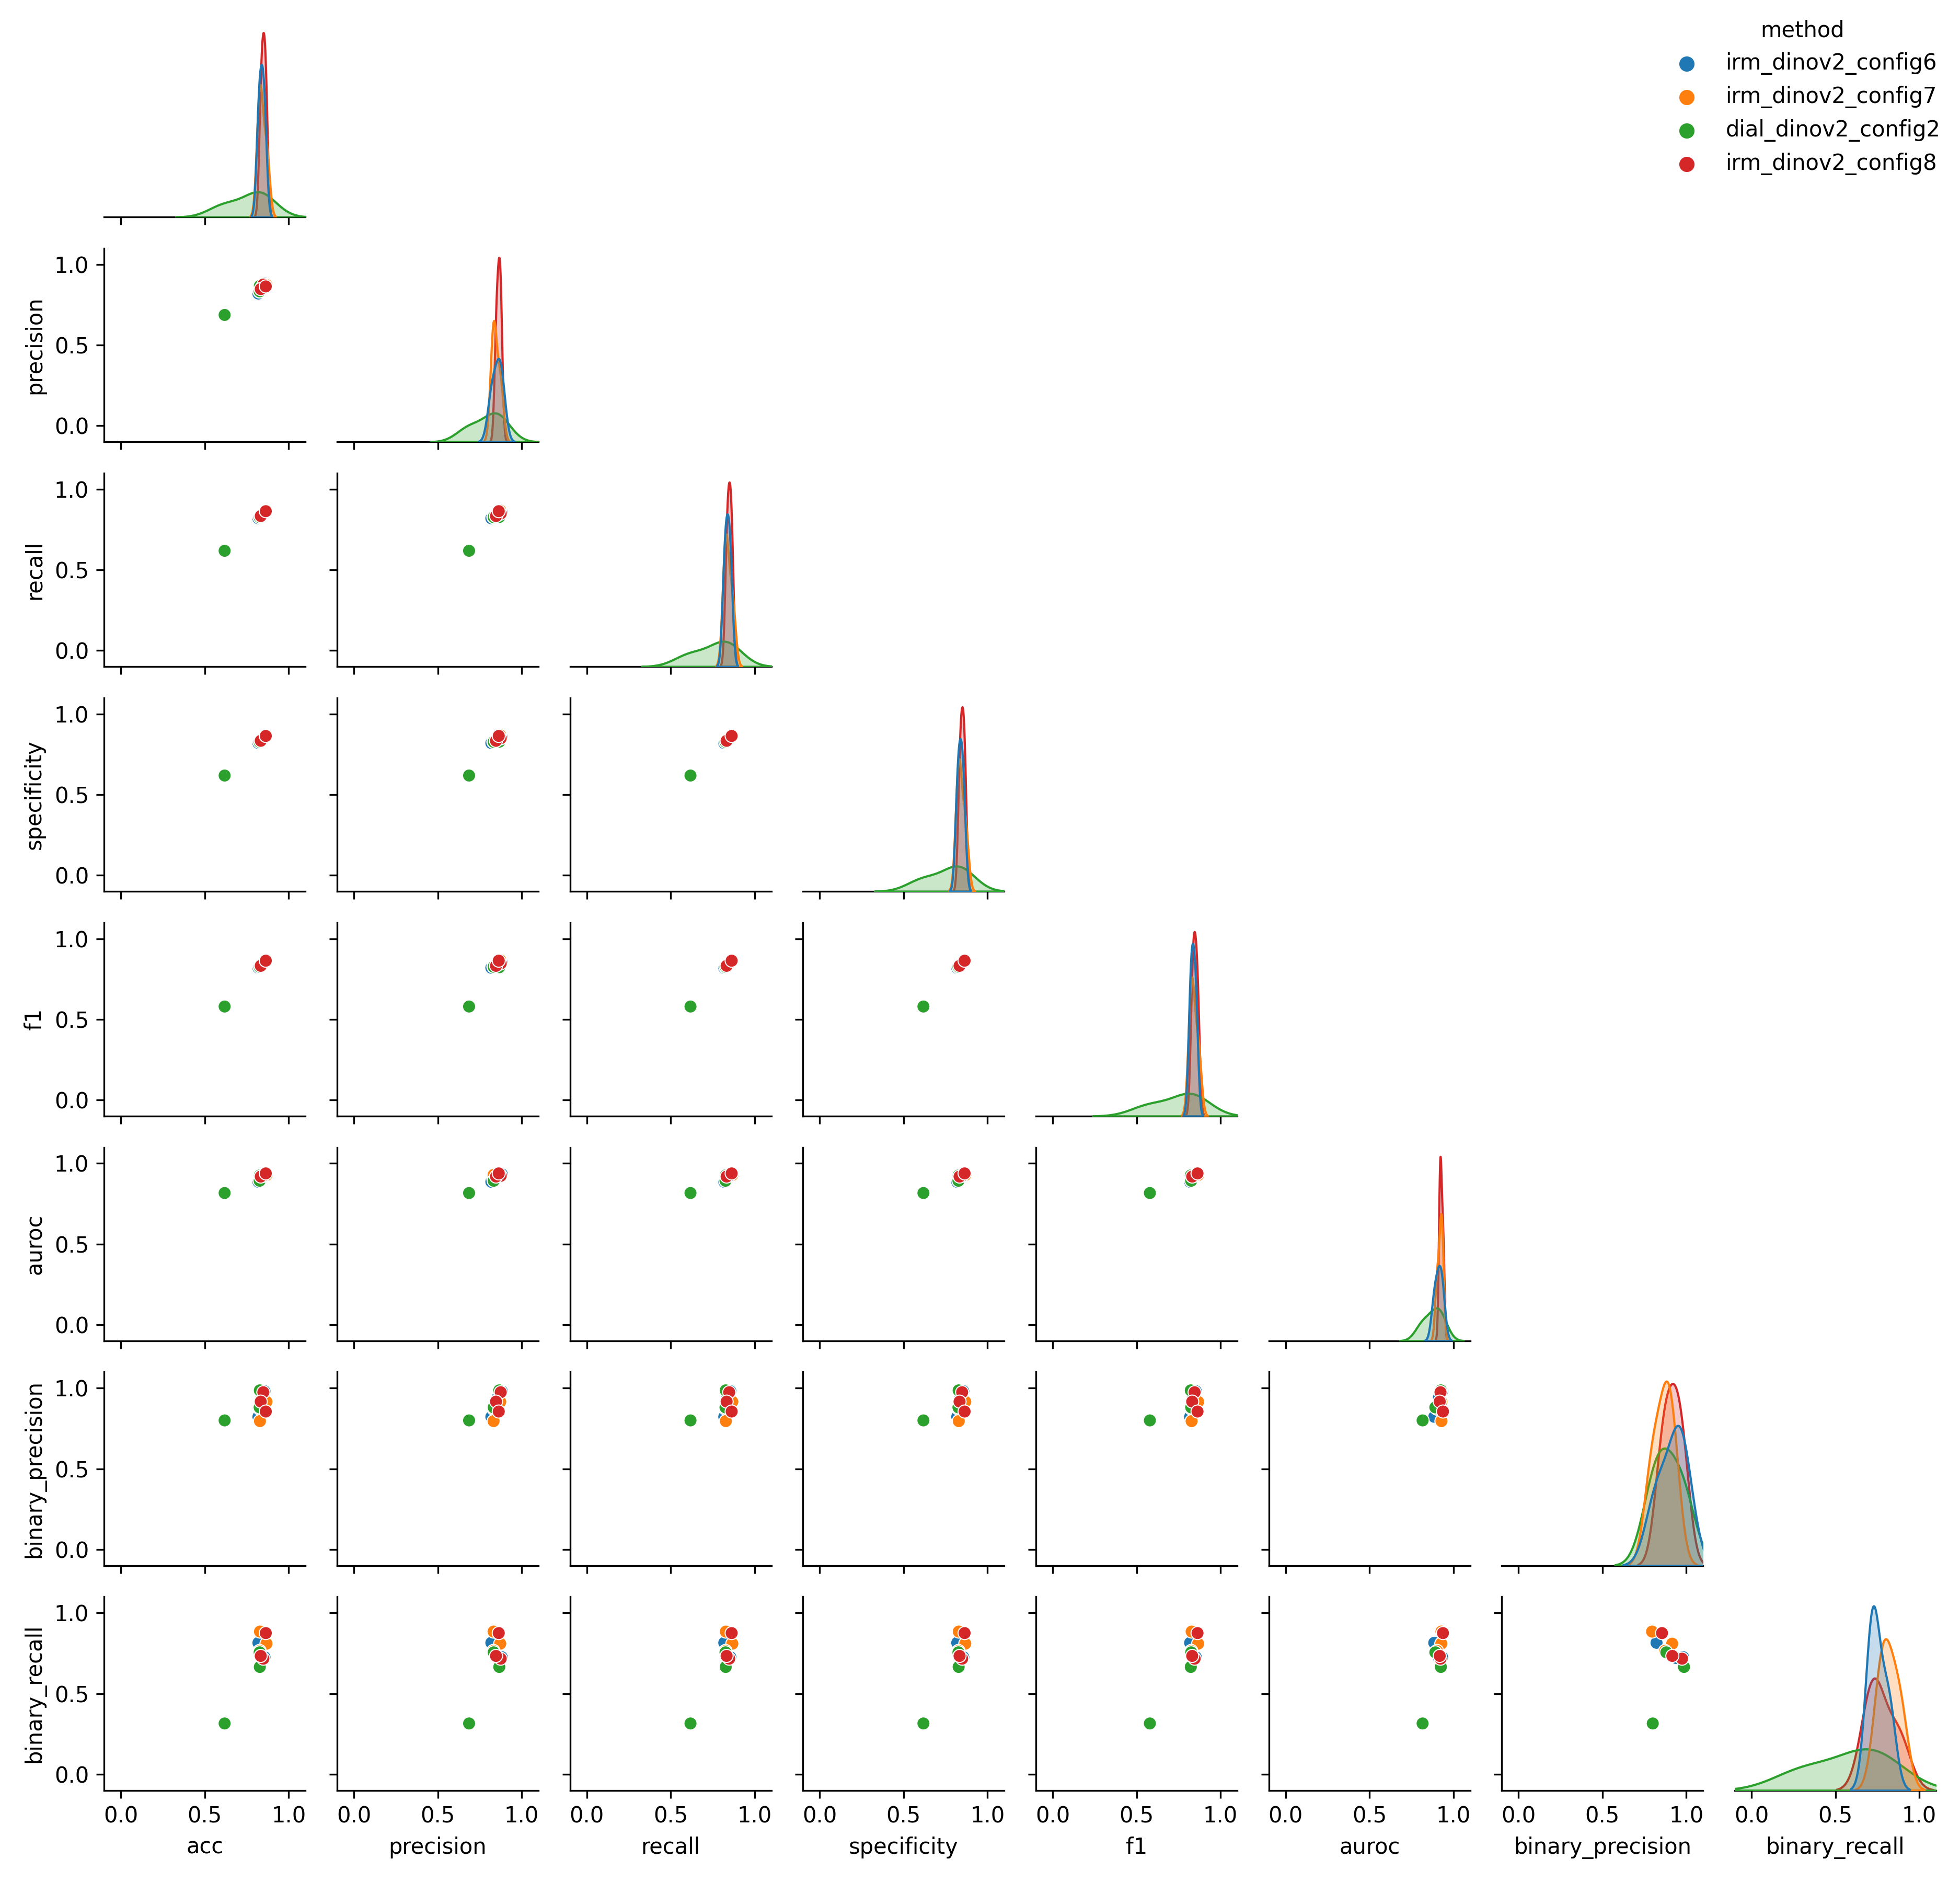 method
irm_dinov2_config6
irm_dinov2_config7
dial_dinov2_config2
irm_dinov2_config8
1.0
0.5
0.0
precision
1.0
0.5
0.0
recall
1.0
0.5
0.0
specificity
1.0
0.5
0.0
f1
1.0
0.5
0.0
auroc
1.0
0.5
0.0
binary_precision
1.0
0.5
0.0
binary_recall
0.0 0.5 1.0 0.0 0.5 1.0 0.0 0.5 1.0 0.0 0.5 1.0 0.0 0.5 1.0 0.0 0.5 1.0 0.0 0.5 1.0 0.0 0.5 1.0
acc precision recall specificity f1 auroc binary_precision binary_recall